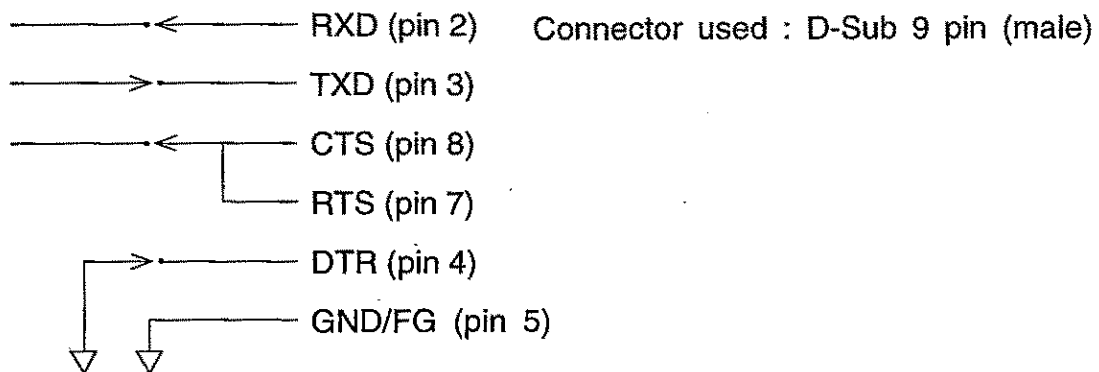 RXD (pin 2) Connector used : D-Sub 9 pin (male)
TXD (pin 3)
CTS (pin 8)
RTS (pin 7)
DTR (pin 4)
GND/FG (pin 5)